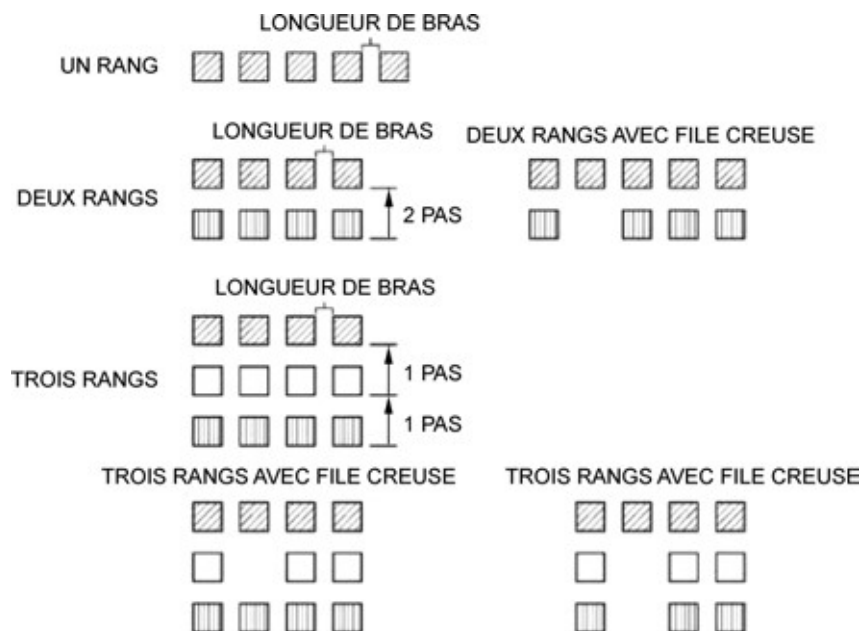 LONGUEUR DE BRAS
UN RANG
LONGUEUR DE BRAS
DEUX RANGS AVEC FILE CREUSE
DEUX RANGS
2 PAS
LONGUEUR DE BRAS
TROIS RANGS
1 PAS
1 PAS
TROIS RANGS AVEC FILE CREUSE
TROIS RANGS AVEC FILE CREUSE